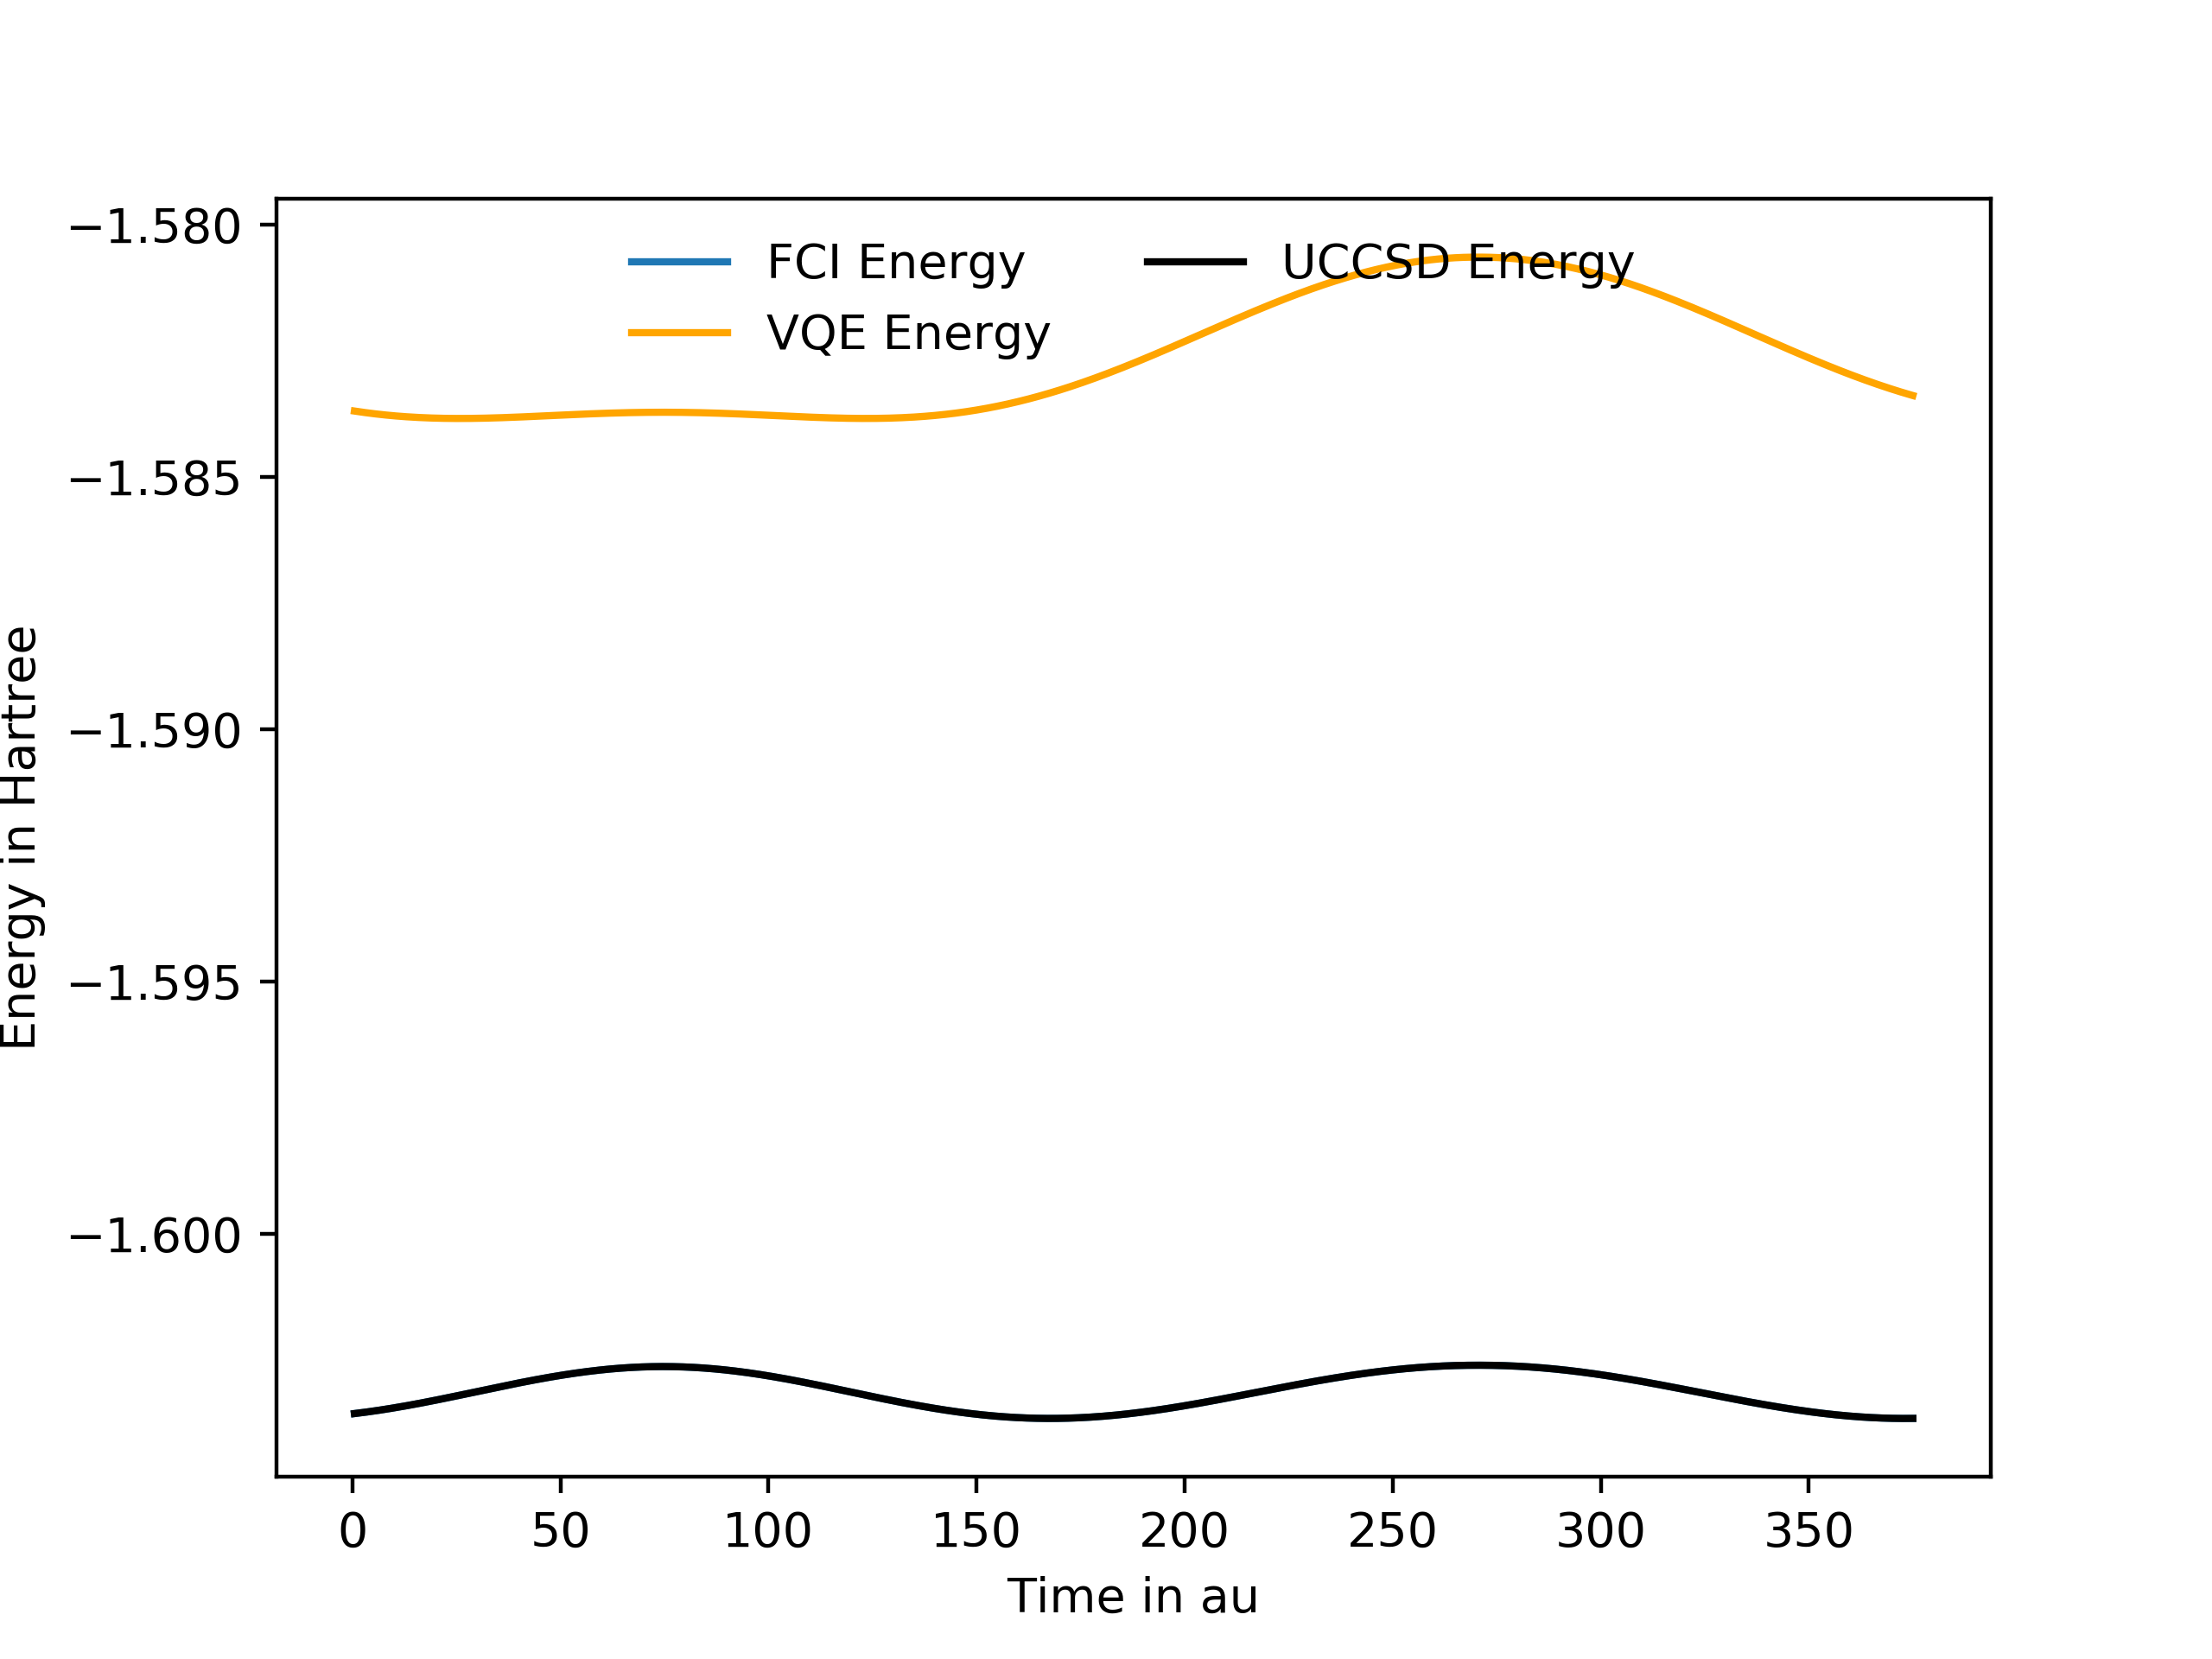 FCI Energy
VQE Energy
UCCSD Energy
−1.580
−1.585
−1.590
−1.595
−1.600
Energy in Hartree
0 50 100 150 200 250 300 350
Time in au